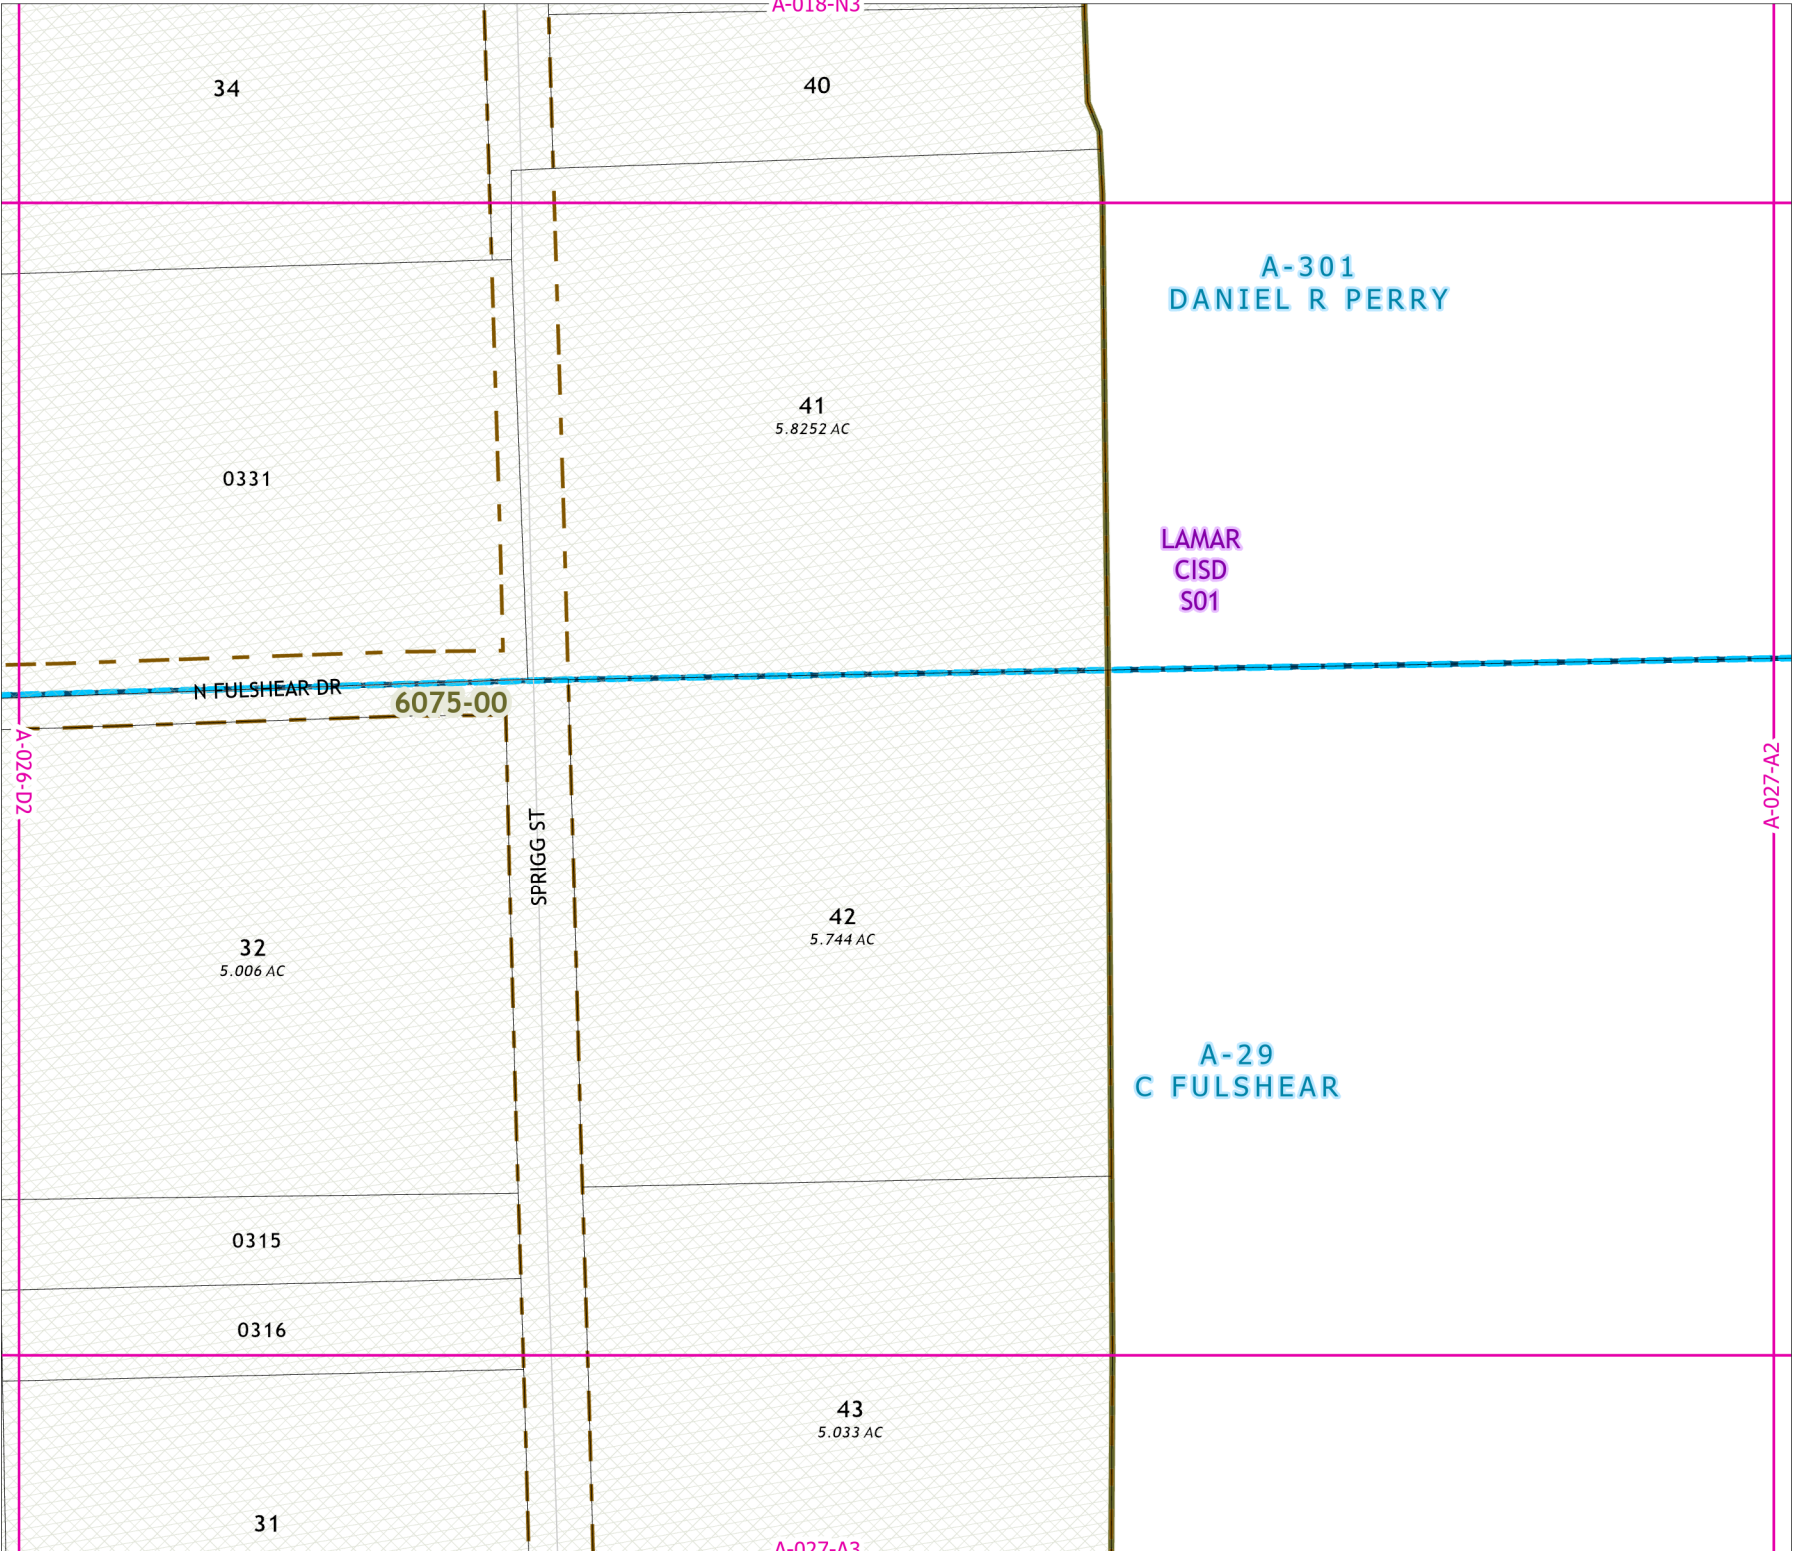 A-018-N3
34
40
A-301
DANIEL R PERRY
41
5.8252 AC
0331
LAMAR
CISD
S01
N FULSHEAR DR
6075-00
A-026-D2
A-027-A2
SPRIGG ST
42
5.744 AC
32
5.006 AC
A-29
C FULSHEAR
0315
0316
43
5.033 AC
31
A-027-A3